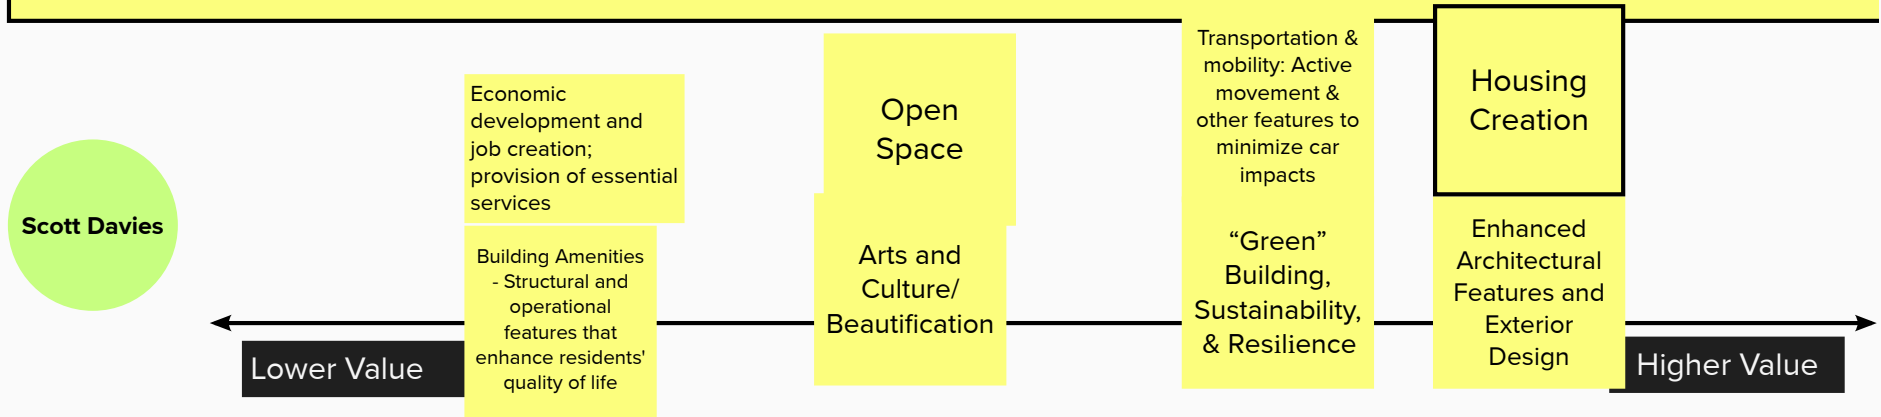 Scott Davies
Economic
development and
job creation;
provision of essential
services
Building Amenities
- Structural and
operational
features that
enhance residents'
quality of life
Open
Space
Arts and
Culture/
Beautification
Transportation &
mobility: Active
movement &
other features to
minimize car
impacts
“Green”
Building,
Sustainability,
& Resilience
Housing
Creation
Enhanced
Architectural
Features and
Exterior
Design
Lower Value
Higher Value